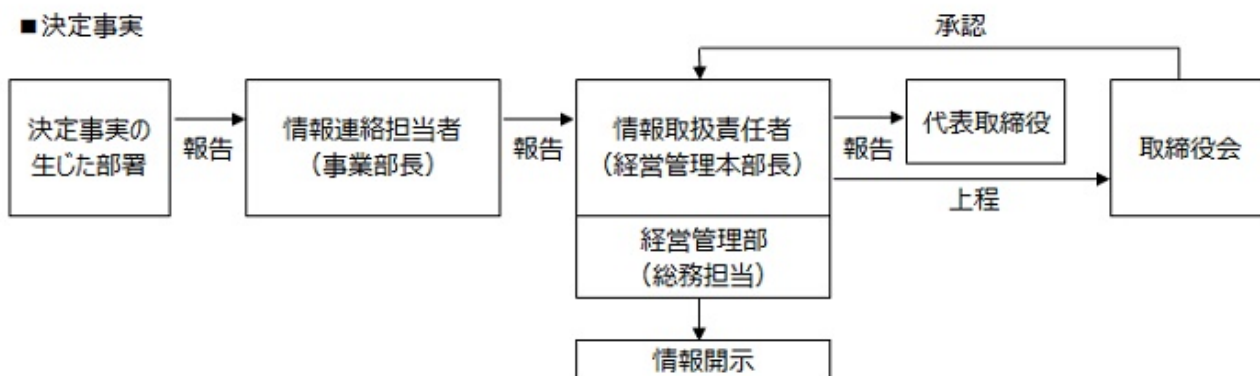 ■決定事実
承認
決定事実の
生じた部署
報告
情報連絡担当者
（事業部長）
報告
情報取扱責任者
（経営管理本部長）
報告
代表取締役
上程
取締役会
経営管理部
（総務担当）
情報開示